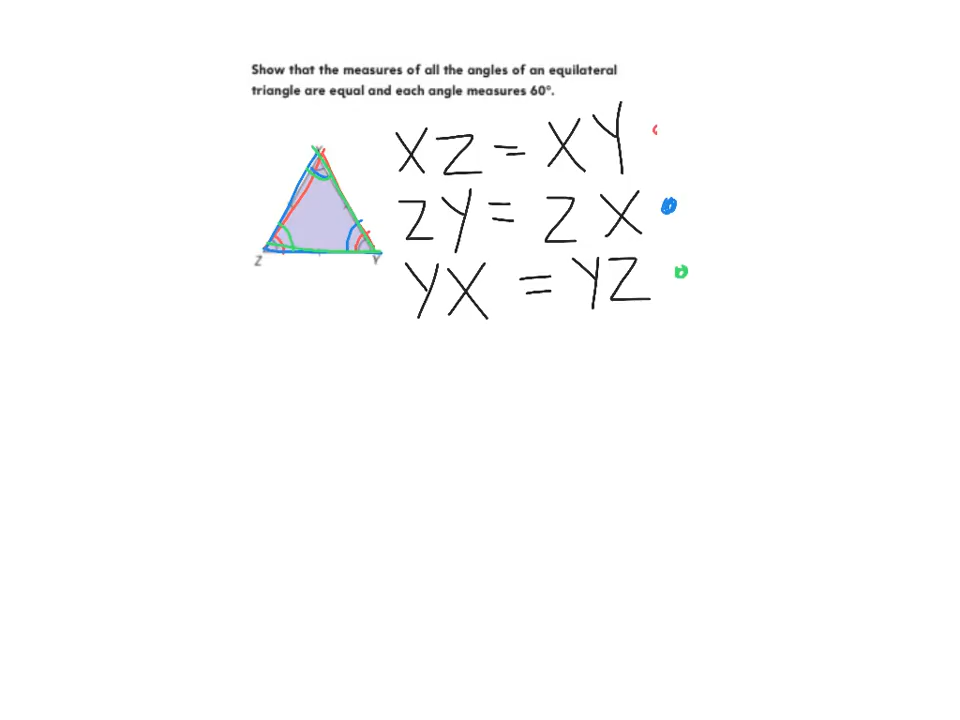 Show that the measures of all the angles of an equilateral
triangle are equal and each angle measures 60°.
XZ = XY
ZY = ZX
YX = YZ
Z
Y